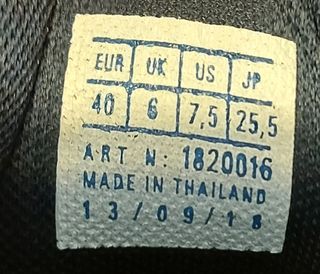 EUR UK US JP
40 6 7,5 25,5
ART N: 1820016
MADE IN THAILAND
13/09/18